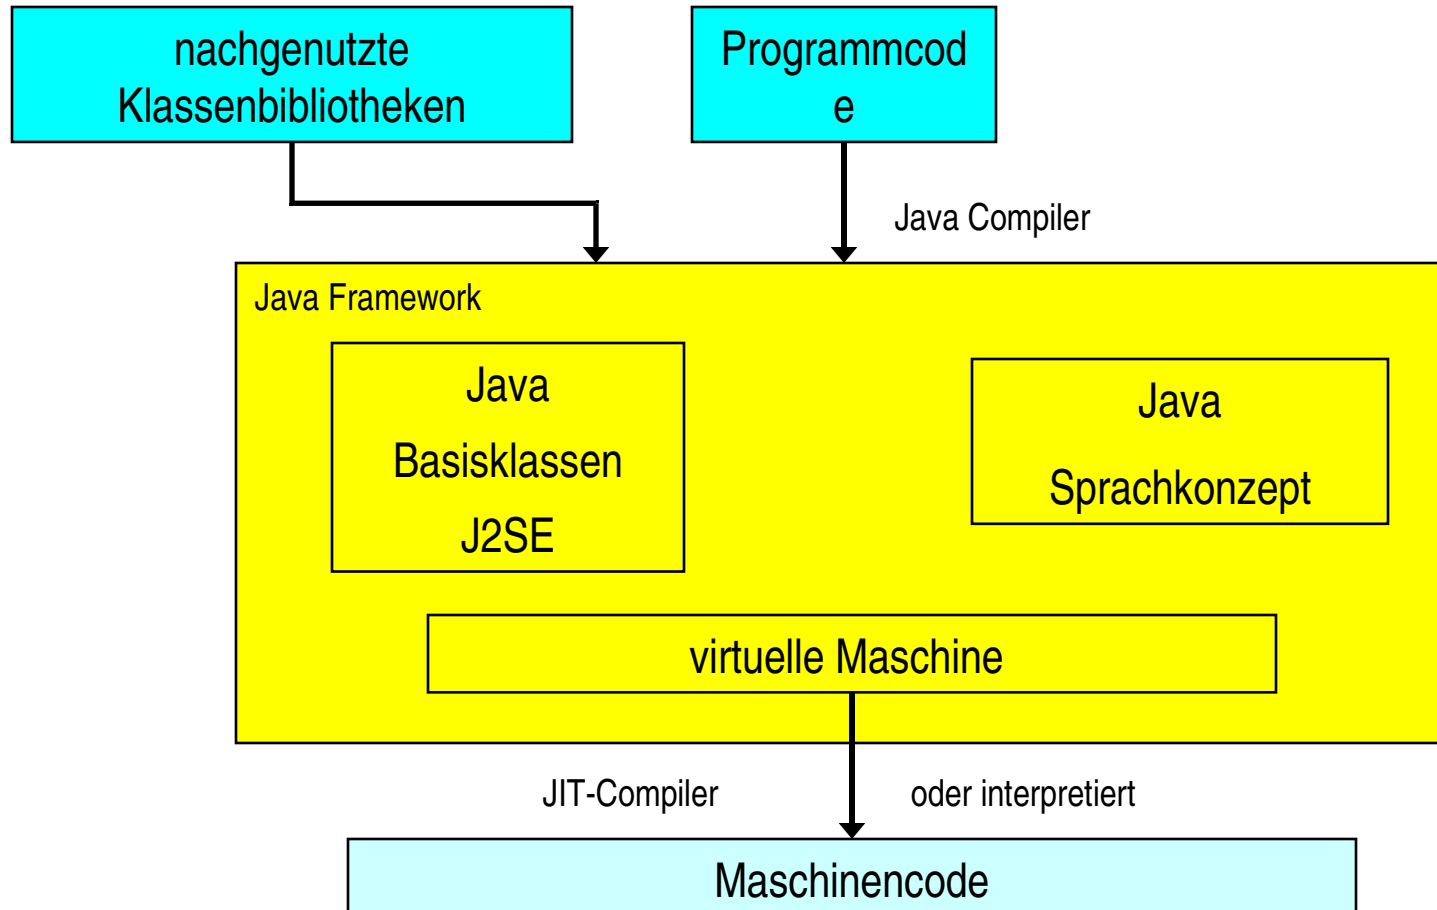 nachgenutzte
Klassenbibliotheken
Programmcod
e
Java Compiler
Java Framework
Java
Basisklassen
J2SE
Java
Sprachkonzept
virtuelle Maschine
JIT-Compiler
oder interpretiert
Maschinencode